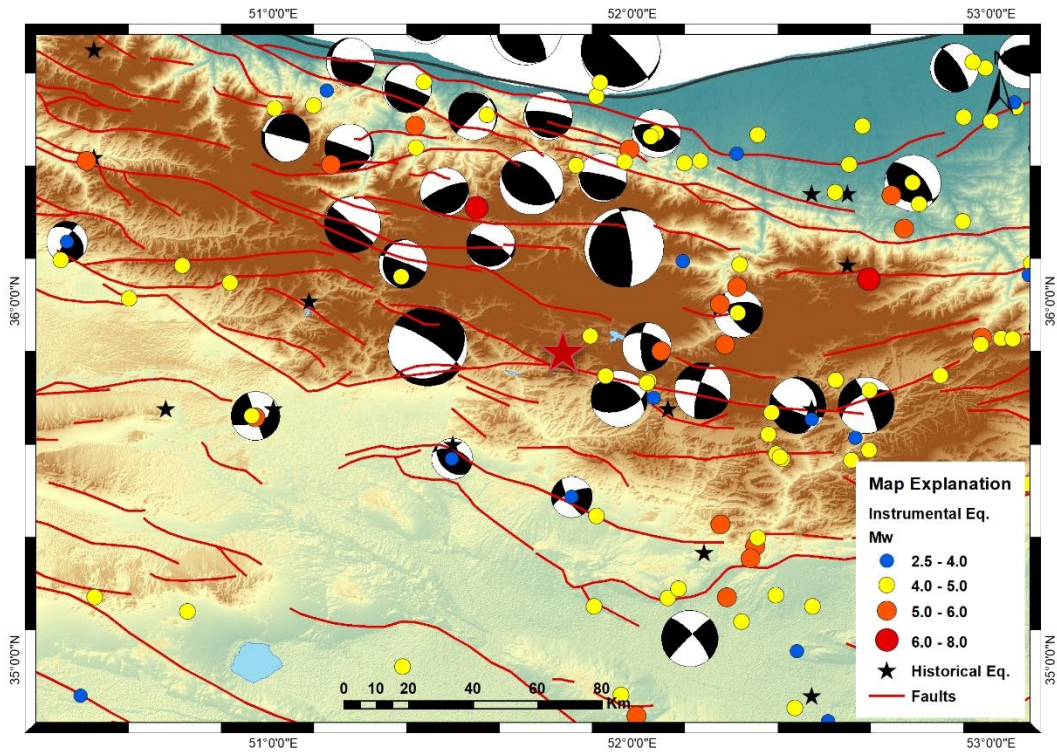 51°0'0"E 52°0'0"E 53°0'0"E
N
36°0'0"N
36°0'0"N
35°0'0"N
35°0'0"N
Map Explanation
Instrumental Eq.
Mw
2.5 - 4.0
4.0 - 5.0
5.0 - 6.0
6.0 - 8.0
Historical Eq.
Faults
0 10 20 40 60 80
Km
51°0'0"E 52°0'0"E 53°0'0"E